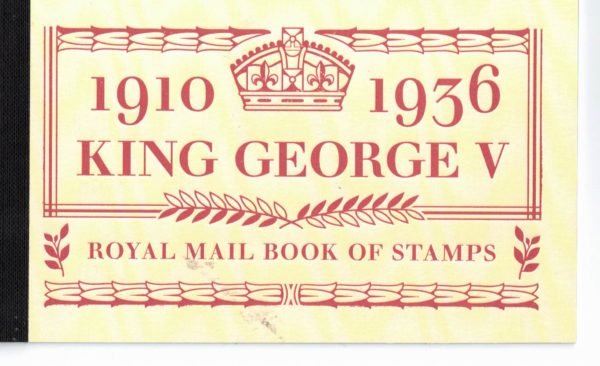 1910 1936
KING GEORGE V
ROYAL MAIL BOOK OF STAMPS